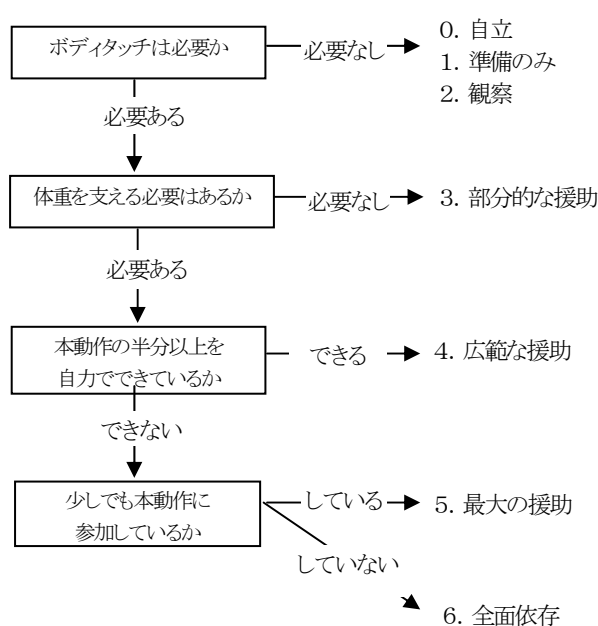 ボディタッチは必要か
必要なし
0. 自立
1. 準備のみ
2. 観察
必要ある
体重を支える必要はあるか
必要なし
3. 部分的な援助
必要ある
本動作の半分以上を
自力でできているか
できる
4. 広範な援助
できない
少しでも本動作に
参加しているか
している
5. 最大の援助
していない
6. 全面依存